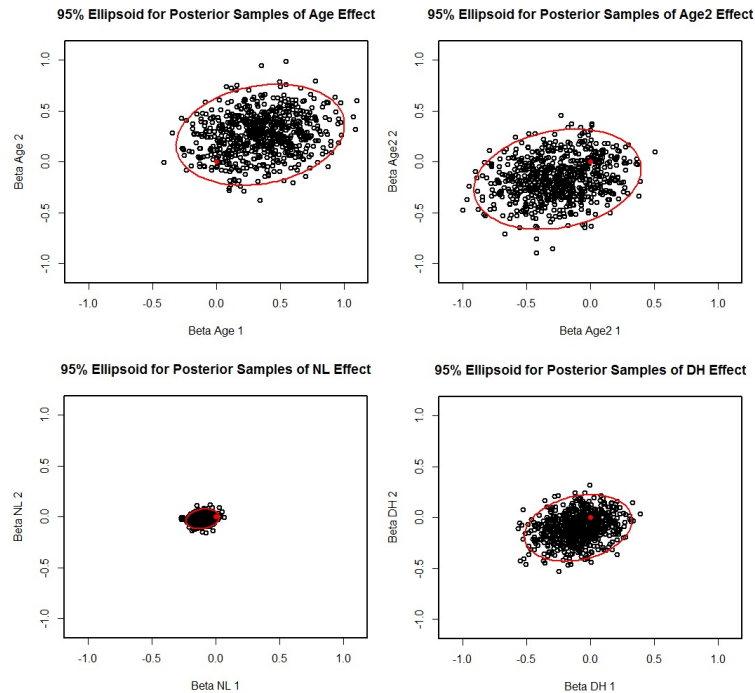 95% Ellipsoid for Posterior Samples of Age Effect
1.0
0.5
0.0
-0.5
-1.0
Beta Age 2
-1.0 -0.5 0.0 0.5 1.0
Beta Age 1
95% Ellipsoid for Posterior Samples of Age2 Effect
1.0
0.5
0.0
-0.5
-1.0
Beta Age2 2
-1.0 -0.5 0.0 0.5 1.0
Beta Age2 1
95% Ellipsoid for Posterior Samples of NL Effect
1.0
0.5
0.0
-0.5
-1.0
Beta NL 2
-1.0 -0.5 0.0 0.5 1.0
Beta NL 1
95% Ellipsoid for Posterior Samples of DH Effect
1.0
0.5
0.0
-0.5
-1.0
Beta DH 2
-1.0 -0.5 0.0 0.5 1.0
Beta DH 1